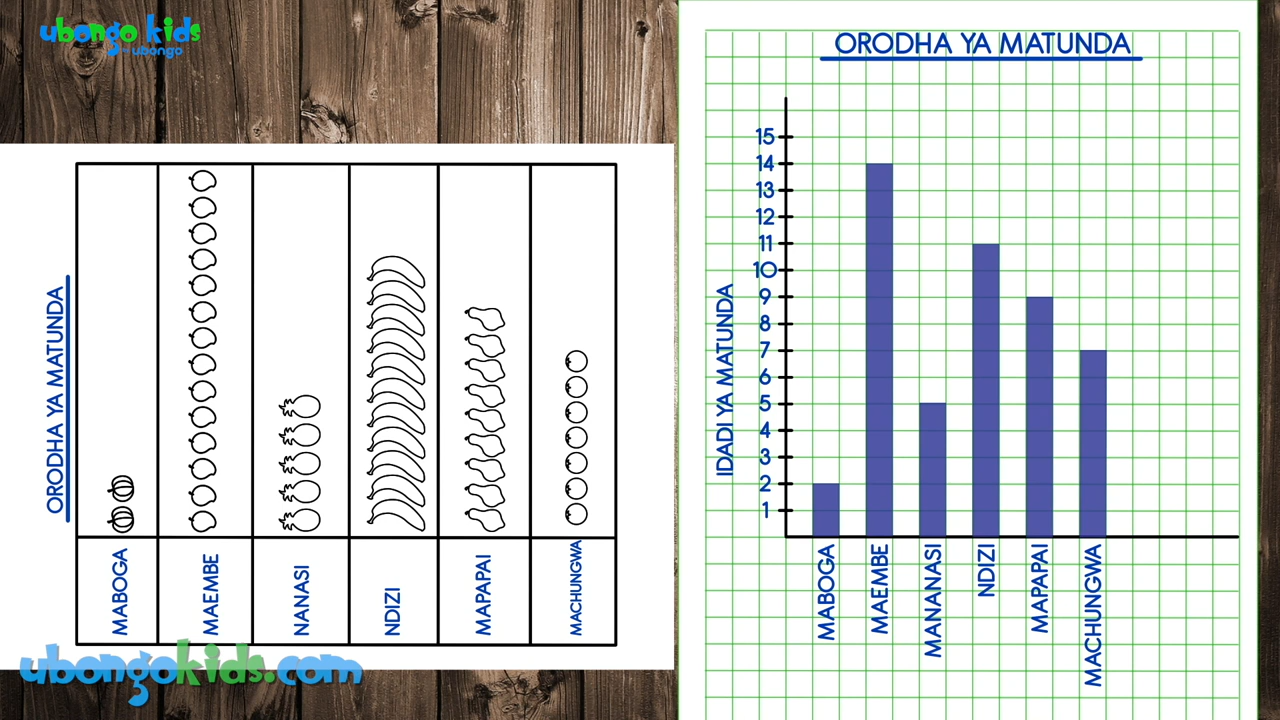 ubongo kids
by ubongo
ORODHA YA MATUNDA
MABOGA
MAEMBE
NANASI
NDIZI
MAPAPAI
MACHUNGWA
ubongokids.com
ORODHA YA MATUNDA
IDADI YA MATUNDA
15
14
13
12
11
10
9
8
7
6
5
4
3
2
1
MABOGA
MAEMBE
MANANASI
NDIZI
MAPAPAI
MACHUNGWA